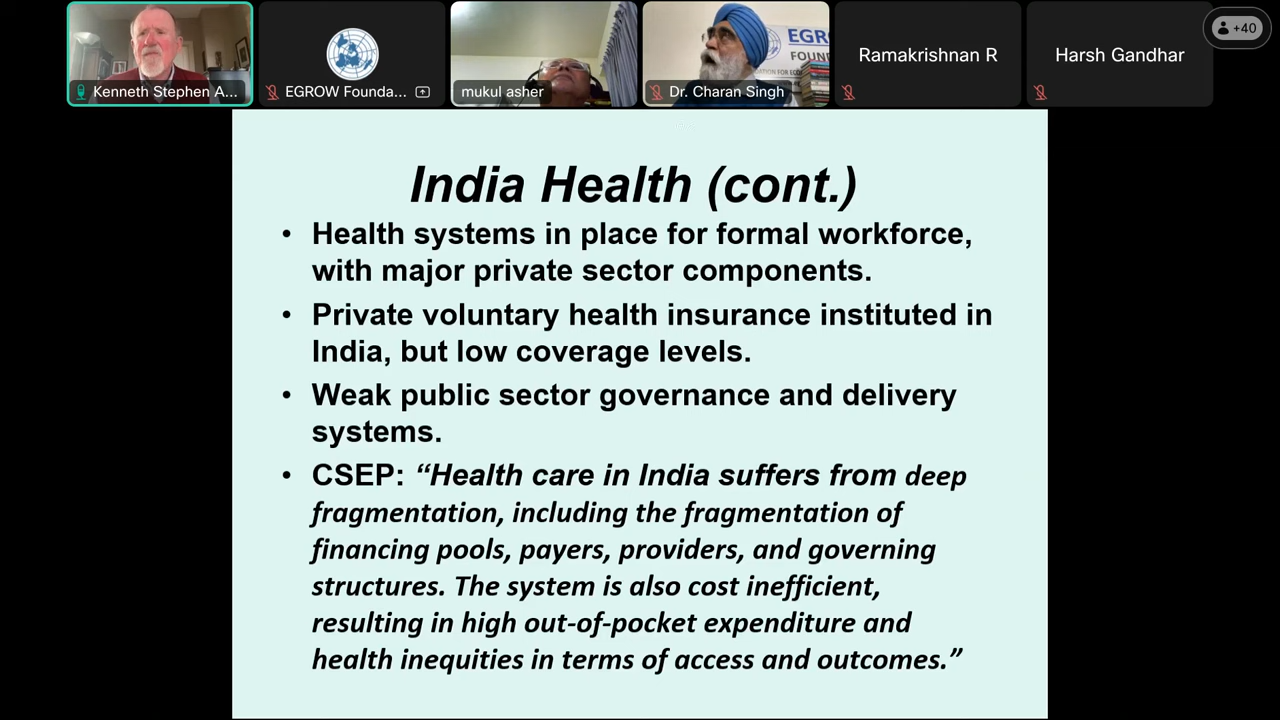 Kenneth Stephen A...
EGROW Founda...
mukul asher
Dr. Charan Singh
EGRO
FOUN
Ramakrishnan R
Harsh Gandhar
+40
India Health (cont.)
• Health systems in place for formal workforce,
with major private sector components.
• Private voluntary health insurance instituted in
India, but low coverage levels.
• Weak public sector governance and delivery
systems.
• CSEP: “Health care in India suffers from deep
fragmentation, including the fragmentation of
financing pools, payers, providers, and governing
structures. The system is also cost inefficient,
resulting in high out-of-pocket expenditure and
health inequities in terms of access and outcomes.”